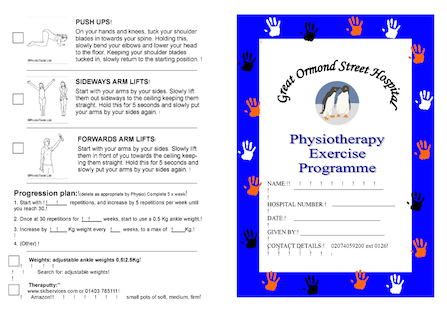 PUSH UPS!
On your hands and knees, tuck your shoulder
blades in towards your spine. Holding this,
slowly bend your elbows and lower your head
to the floor. Keeping your shoulder blades
tucked in, slowly return to the starting position. !
SIDEWAYS ARM LIFTS!
Start with your arms by your sides. Slowly lift
them out sideways to the ceiling keeping them
straight. Hold this for 5 seconds and slowly put
your arms by your sides again. !
FORWARDS ARM LIFTS!
Start with your arms by your sides. Slowly lift
them in front of you towards the ceiling keep-
ing them straight. Hold this for 5 seconds and
slowly put your arms by your sides again. !
Progression plan: (delete as appropriate by Physio) Complete 5 x week!
1. Start with repetitions, and increase by 5 repetitions per week until
you reach 30.!
2. Once at 30 repetitions for weeks, start to use a 0.5 Kg ankle weight.!
3. Increase by Kg weight every weeks, to a max of Kg.!
4. (Other) !
Weights: adjustable ankle weights 0.5/2.5Kg!
Search for: adjustable weights!
Theraputty:"
www.skfservices.com or 01403 765111!
Amazon!! small pots of soft, medium, firm!
Great Ormond Street Hospital
Physiotherapy
Exercise
Programme
NAME !!
HOSPITAL NUMBER !
DATE !
GIVEN BY !
CONTACT DETAILS ! 02074059200 ext 0126!